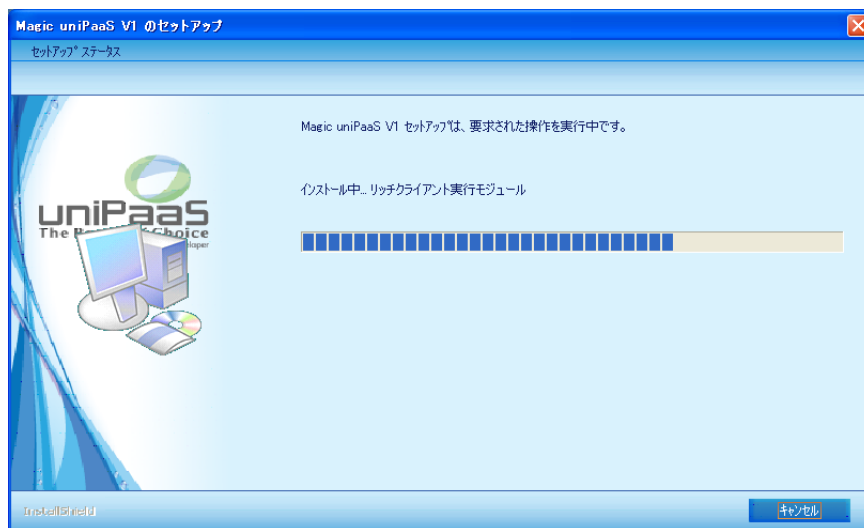 Magic uniPaaS V1 のセットアップ
セットアップ ステータス
Magic uniPaaS V1 セットアップは、要求された操作を実行中です。
インストール中... リッチクライアント実行モジュール
uniPaaS
The Choice
InstallShield
キャンセル